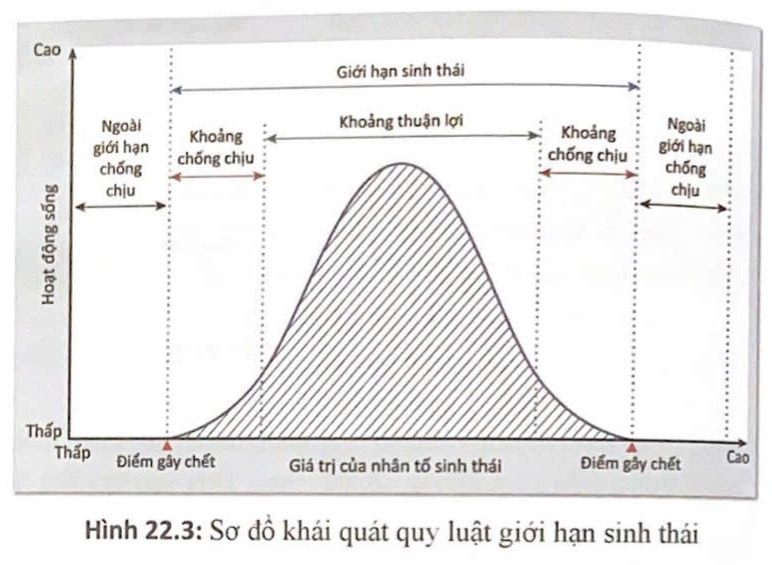 Cao
Giới hạn sinh thái
Ngoài
giới hạn
chống
chịu
Khoảng
chống chịu
Khoảng thuận lợi
Khoảng
chống chịu
Ngoài
giới hạn
chống
chịu
Hoạt động sống
Thấp
Thấp
Điểm gây chết
Giá trị của nhân tố sinh thái
Điểm gây chết
Cao
Hình 22.3: Sơ đồ khái quát quy luật giới hạn sinh thái